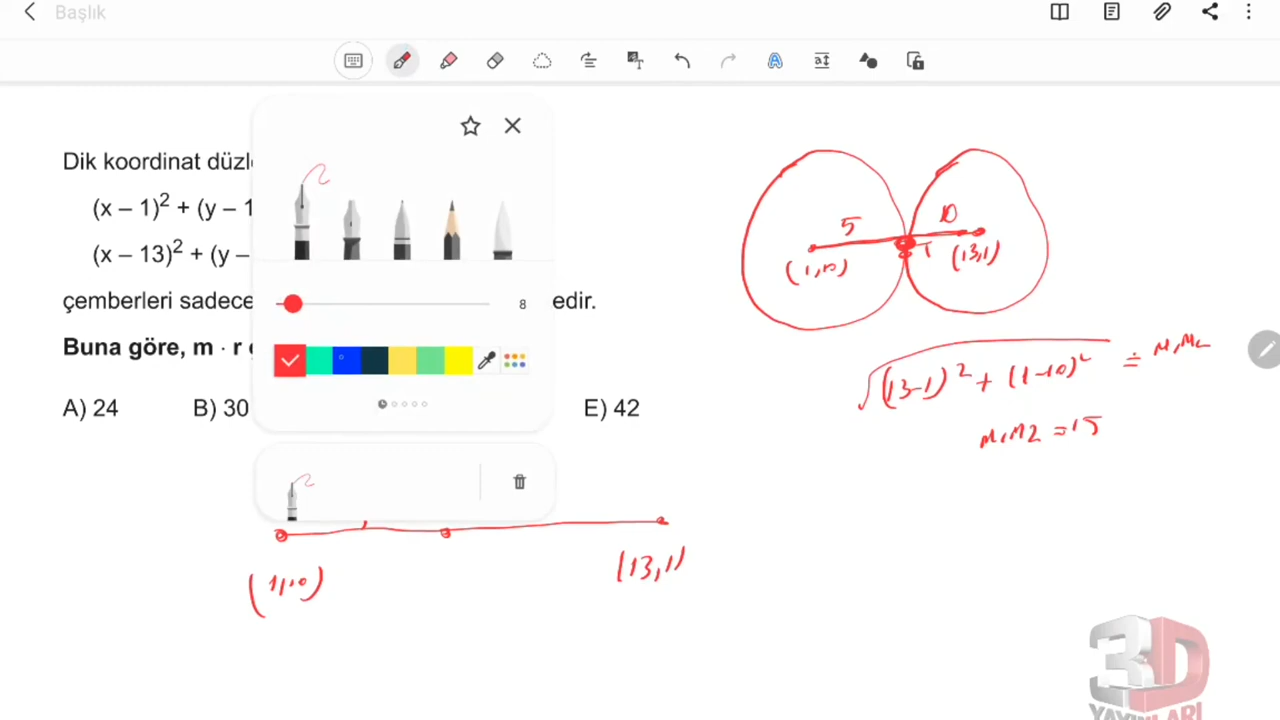 Başlık
Dik koordinat düzle
(x – 1)² + (y – 1
(x – 13)² + (y –
çemberleri sadece
edir.
Buna göre, m · r
A) 24
B) 30
E) 42
8
5
10
(1,10)
T
(13,1)
√(13-1)² + (1-10)² = M₁M₂
M₁M2 = 15
(1,10)
(13,1)
3D
YAYINLARI